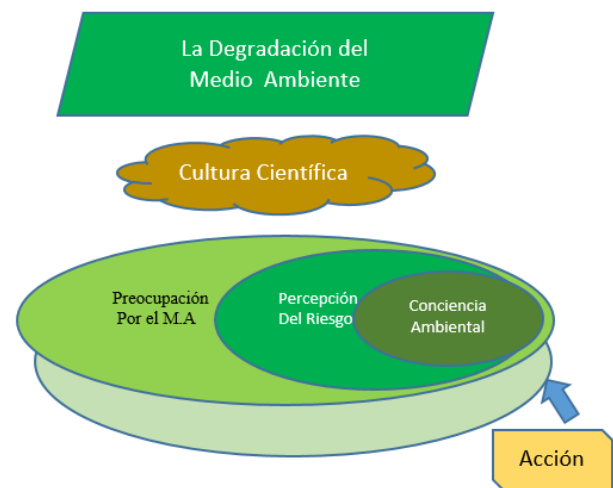 La Degradación del
Medio Ambiente
Cultura Científica
Preocupación
Por el M.A
Percepción
Del Riesgo
Conciencia
Ambiental
Acción